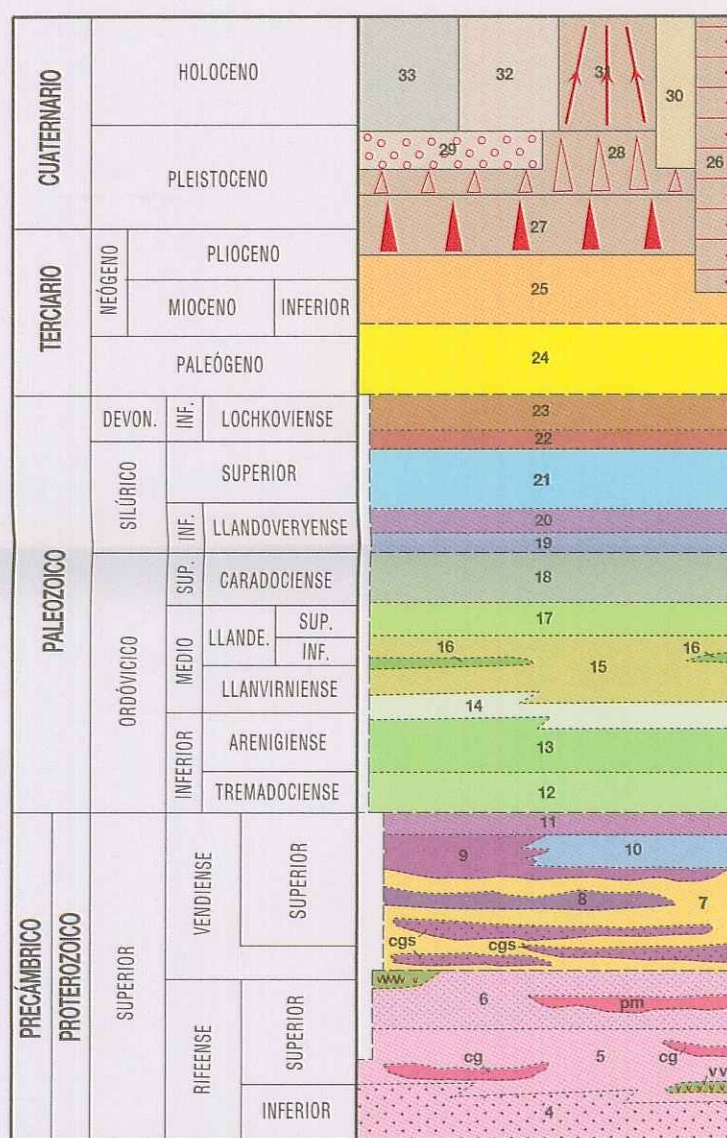 CUATERNARIO
HOLOCENO
33
32
31
30
PLEISTOCENO
29
28
26
27
TERCIARIO
NEÓGENO
PLIOCENO
MIOCENO
INFERIOR
25
PALEÓGENO
24
PALEOZOICO
DEVON.
INF.
LOCHKOVIENSE
23
22
SILÚRICO
SUPERIOR
21
INF.
LLANDOVERYENSE
20
19
ORDÓVICICO
SUP.
CARADOCIENSE
18
MEDIO
LLANDE.
SUP.
17
INF.
16
16
15
LLANVIRNIENSE
14
INFERIOR
ARENIGIENSE
13
TREMADOCIENSE
12
PRECÁMBRICO
PROTEROZOICO
SUPERIOR
VENDIENSE
SUPERIOR
11
9
10
8
7
cgs
cgs
RIFEENSE
SUPERIOR
6
pm
cg
5
cg
vv
INFERIOR
4